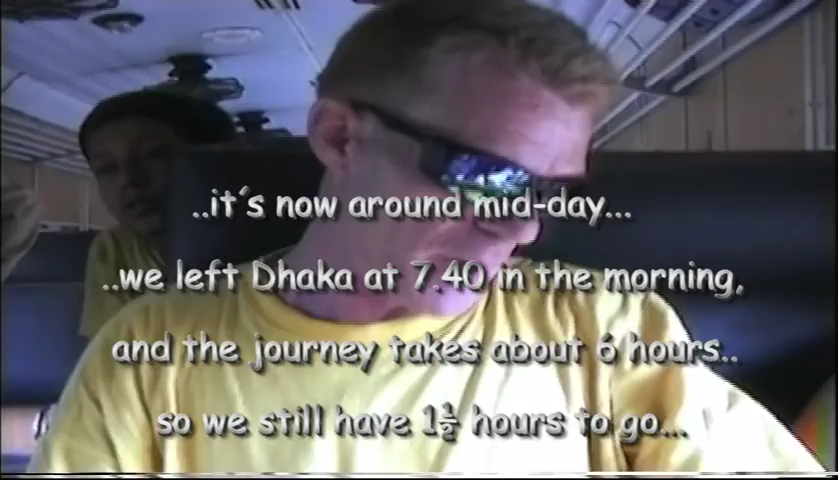 ..it's now around mid-day...
..we left Dhaka at 7.40 in the morning,
and the journey takes about 6 hours..
so we still have 1½ hours to go...